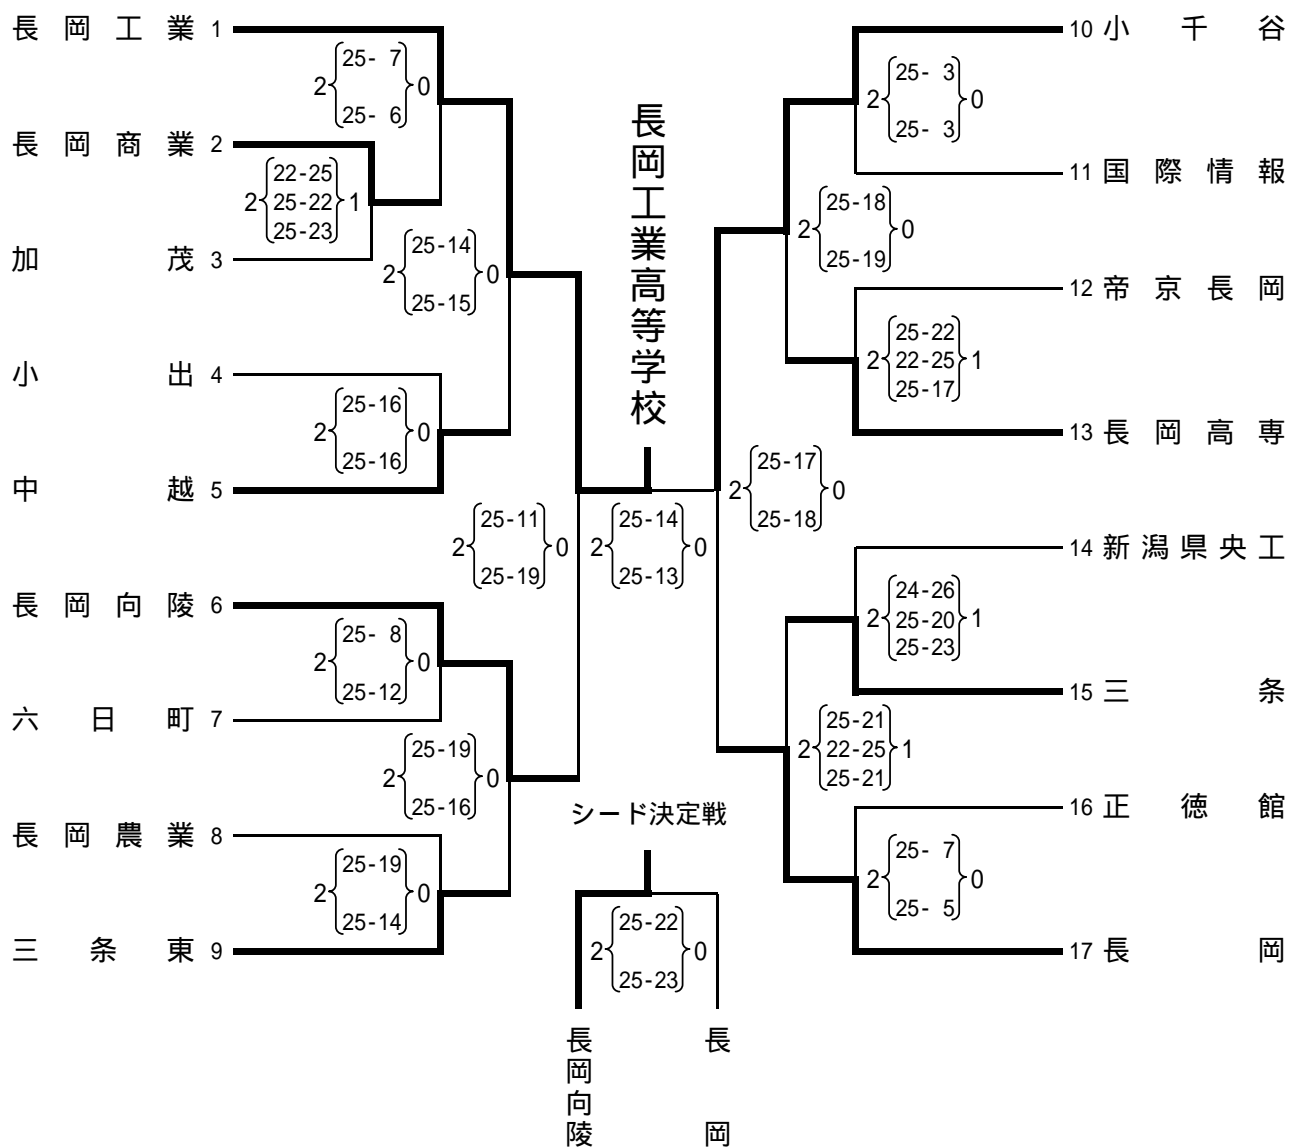 長岡工業 1
2 25- 7 0
25- 6
長岡商業 2
22-25
2 25-22 1
25-23
加茂 3
25-14
2 0
25-15
小出 4
25-16
2 0
25-16
中越 5
25-11
2 0
25-19
長岡向陵 6
25- 8
2 0
25-12
六日町 7
25-19
2 0
25-16
長岡農業 8
25-19
2 0
25-14
三条東 9
長岡工業高等学校
25-14
2 0
25-13
シード決定戦
25-22
2 0
25-23
長岡向陵
長岡
10 小千谷
25- 3
2 0
25- 3
11 国際情報
25-18
2 0
25-19
12 帝京長岡
25-22
2 22-25 1
25-17
13 長岡高専
25-17
2 0
25-18
14 新潟県央工
24-26
2 25-20 1
25-23
15 三条
25-21
2 22-25 1
25-21
16 正徳館
25- 7
2 0
25- 5
17 長岡